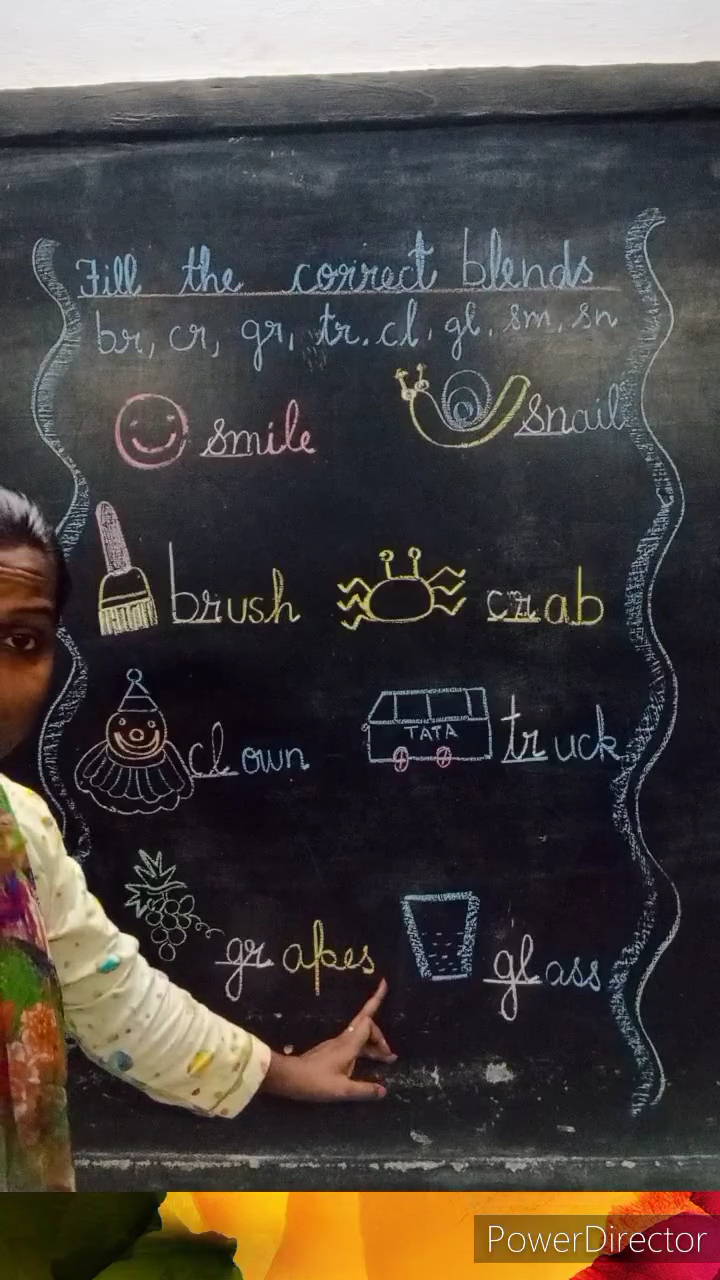 Fill the correct blends
br, cr, gr, tr. cl, gl, sm, sn
smile snail
brush crab
TATA
clown truck
grapes glass
PowerDirector